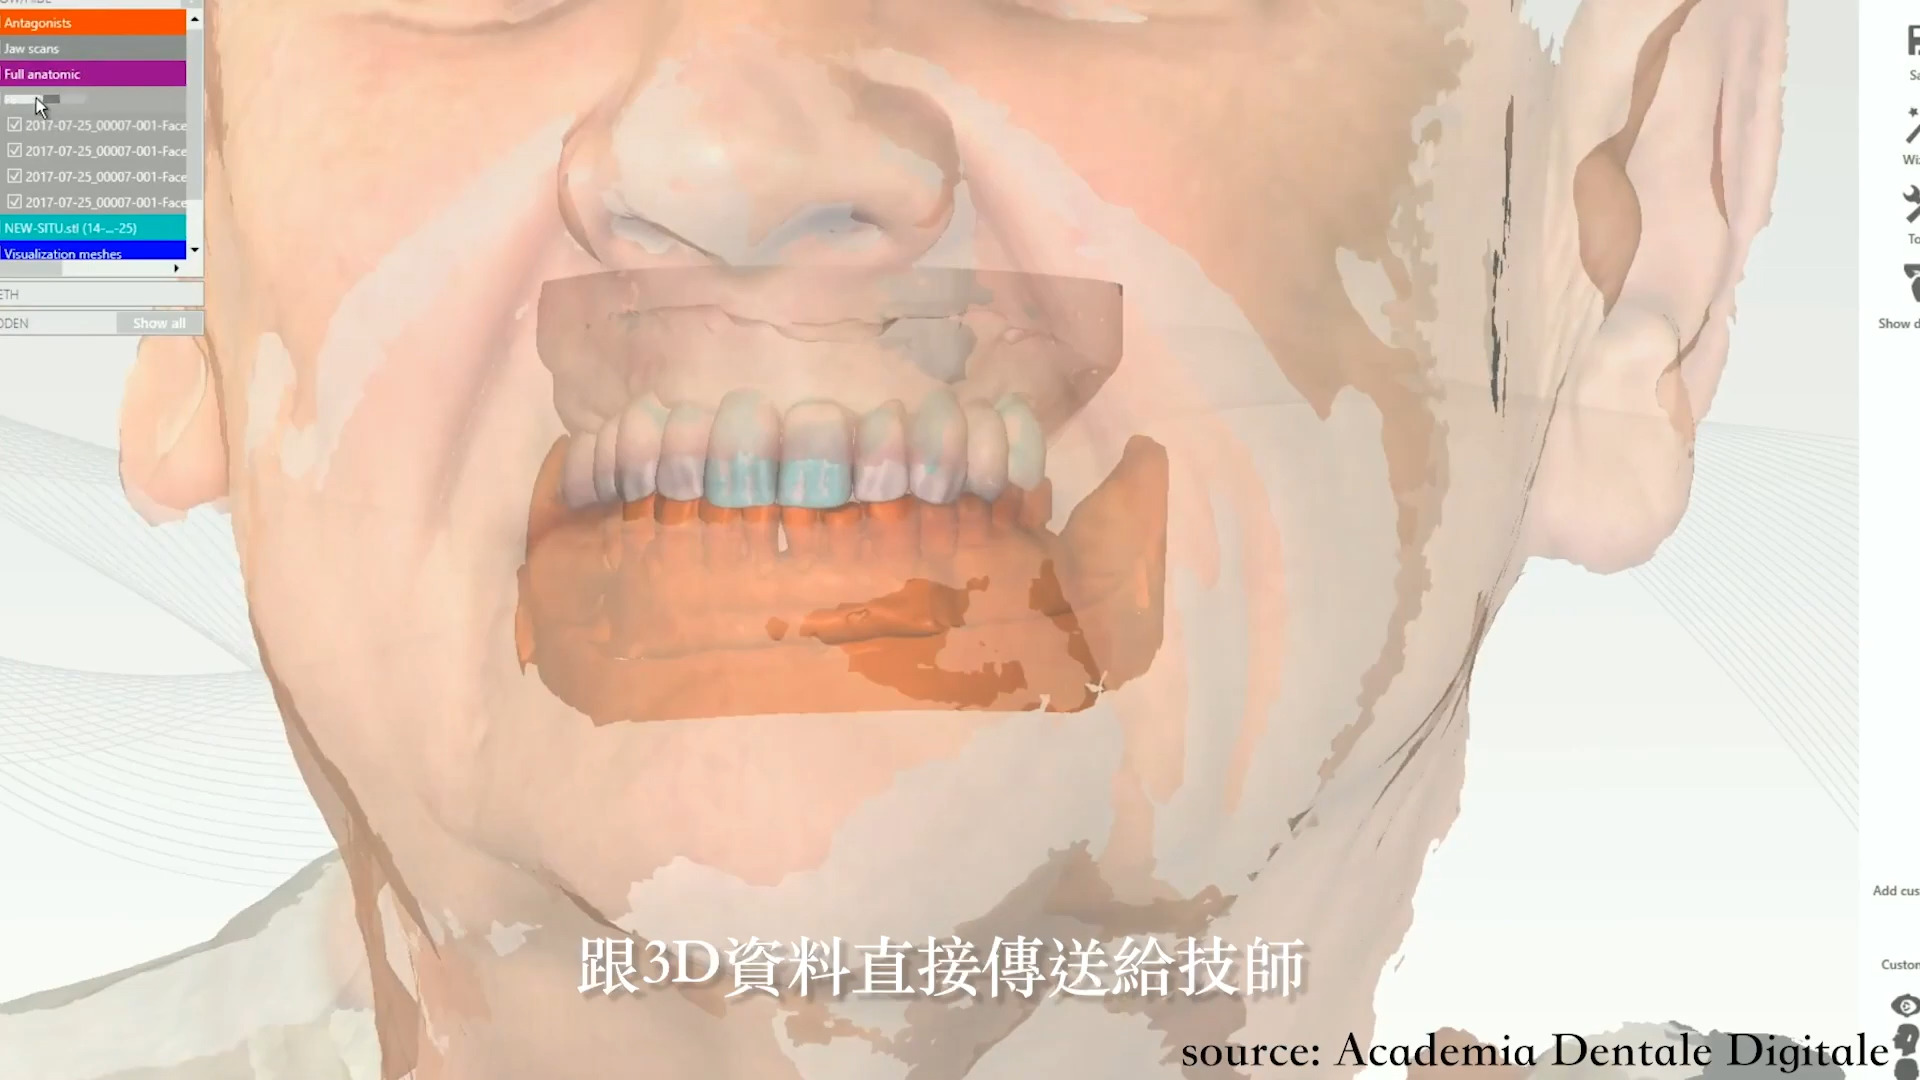 Antagonists
Jaw scans
Full anatomic
2017-07-25_00007-001-Face
2017-07-25_00007-001-Face
2017-07-25_00007-001-Face
2017-07-25_00007-001-Face
NEW-SITU.stl (14-...-25)
Visualization meshes
Show all
Show d
Add cus
Custon
跟3D資料直接傳送給技師
source: Academia Dentale Digitale